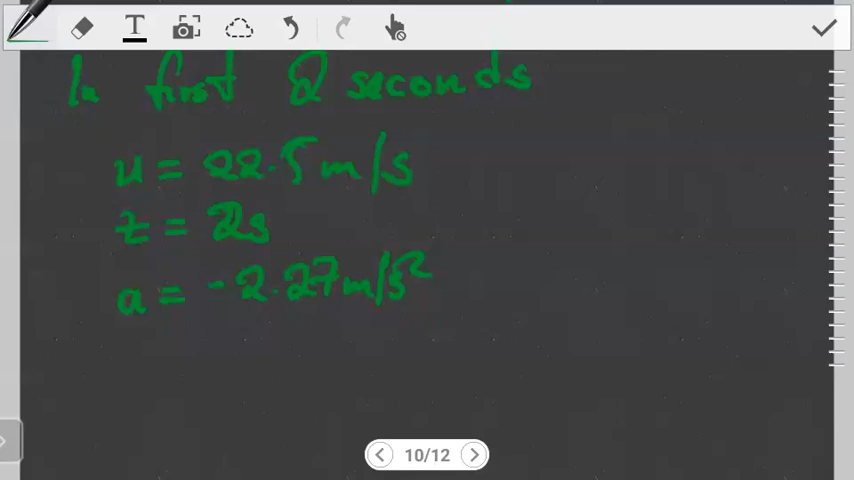 T
In first 2 seconds
u = 22.5 m/s
t = 2s
a = -2.27 m/s²
10/12